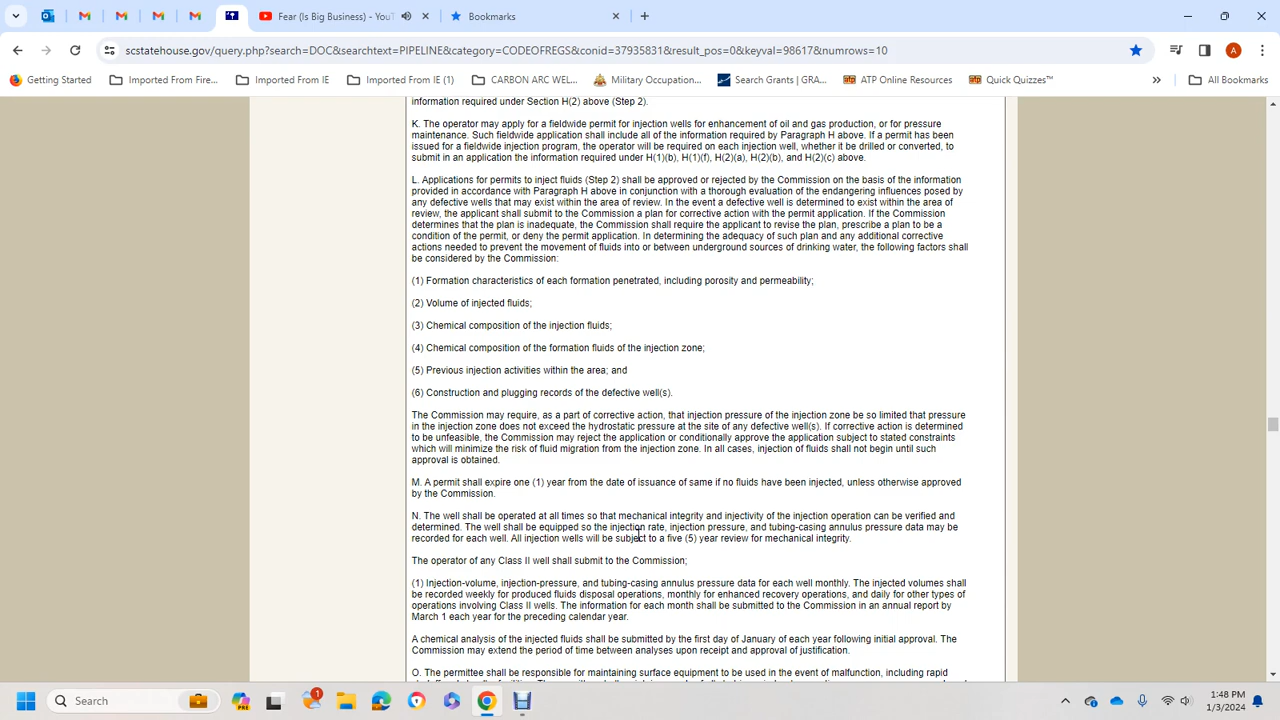 Fear (Is Big Business) - YouT
Bookmarks
scstatehouse.gov/query.php?search=DOC&searchtext=PIPELINE&category=CODEOFREGS&conid=37935831&result_pos=0&keyval=98617&numrows=10
A
Getting Started
Imported From Fire...
Imported From IE
Imported From IE (1)
CARBON ARC WEL...
Military Occupation...
Search Grants | GRA...
ATP Online Resources
Quick Quizzes™
All Bookmarks
information required under Section H(2) above (Step 2).
K. The operator may apply for a fieldwide permit for injection wells for enhancement of oil and gas production, or for pressure
maintenance. Such fieldwide application shall include all of the information required by Paragraph H above. If a permit has been
issued for a fieldwide injection program, the operator will be required on each injection well, whether it be drilled or converted, to
submit in an application the information required under H(1)(b), H(1)(f), H(2)(a), H(2)(b), and H(2)(c) above.
L. Applications for permits to inject fluids (Step 2) shall be approved or rejected by the Commission on the basis of the information
provided in accordance with Paragraph H above in conjunction with a thorough evaluation of the endangering influences posed by
any defective wells that may exist within the area of review. In the event a defective well is determined to exist within the area of
review, the applicant shall submit to the Commission a plan for corrective action with the permit application. If the Commission
determines that the plan is inadequate, the Commission shall require the applicant to revise the plan, prescribe a plan to be a
condition of the permit, or deny the permit application. In determining the adequacy of such plan and any additional corrective
actions needed to prevent the movement of fluids into or between underground sources of drinking water, the following factors shall
be considered by the Commission:
(1) Formation characteristics of each formation penetrated, including porosity and permeability;
(2) Volume of injected fluids;
(3) Chemical composition of the injection fluids;
(4) Chemical composition of the formation fluids of the injection zone;
(5) Previous injection activities within the area; and
(6) Construction and plugging records of the defective well(s).
The Commission may require, as a part of corrective action, that injection pressure of the injection zone be so limited that pressure
in the injection zone does not exceed the hydrostatic pressure at the site of any defective well(s). If corrective action is determined
to be unfeasible, the Commission may reject the application or conditionally approve the application subject to stated constraints
which will minimize the risk of fluid migration from the injection zone. In all cases, injection of fluids shall not begin until such
approval is obtained.
M. A permit shall expire one (1) year from the date of issuance of same if no fluids have been injected, unless otherwise approved
by the Commission.
N. The well shall be operated at all times so that mechanical integrity and injectivity of the injection operation can be verified and
determined. The well shall be equipped so the injection rate, injection pressure, and tubing-casing annulus pressure data may be
recorded for each well. All injection wells will be subject to a five (5) year review for mechanical integrity.
The operator of any Class II well shall submit to the Commission;
(1) Injection-volume, injection-pressure, and tubing-casing annulus pressure data for each well monthly. The injected volumes shall
be recorded weekly for produced fluids disposal operations, monthly for enhanced recovery operations, and daily for other types of
operations involving Class II wells. The information for each month shall be submitted to the Commission in an annual report by
March 1 each year for the preceding calendar year.
A chemical analysis of the injected fluids shall be submitted by the first day of January of each year following initial approval. The
Commission may extend the period of time between analyses upon receipt and approval of justification.
O. The permittee shall be responsible for maintaining surface equipment to be used in the event of malfunction, including rapid
Search
PRE
1
1:48 PM
1/3/2024